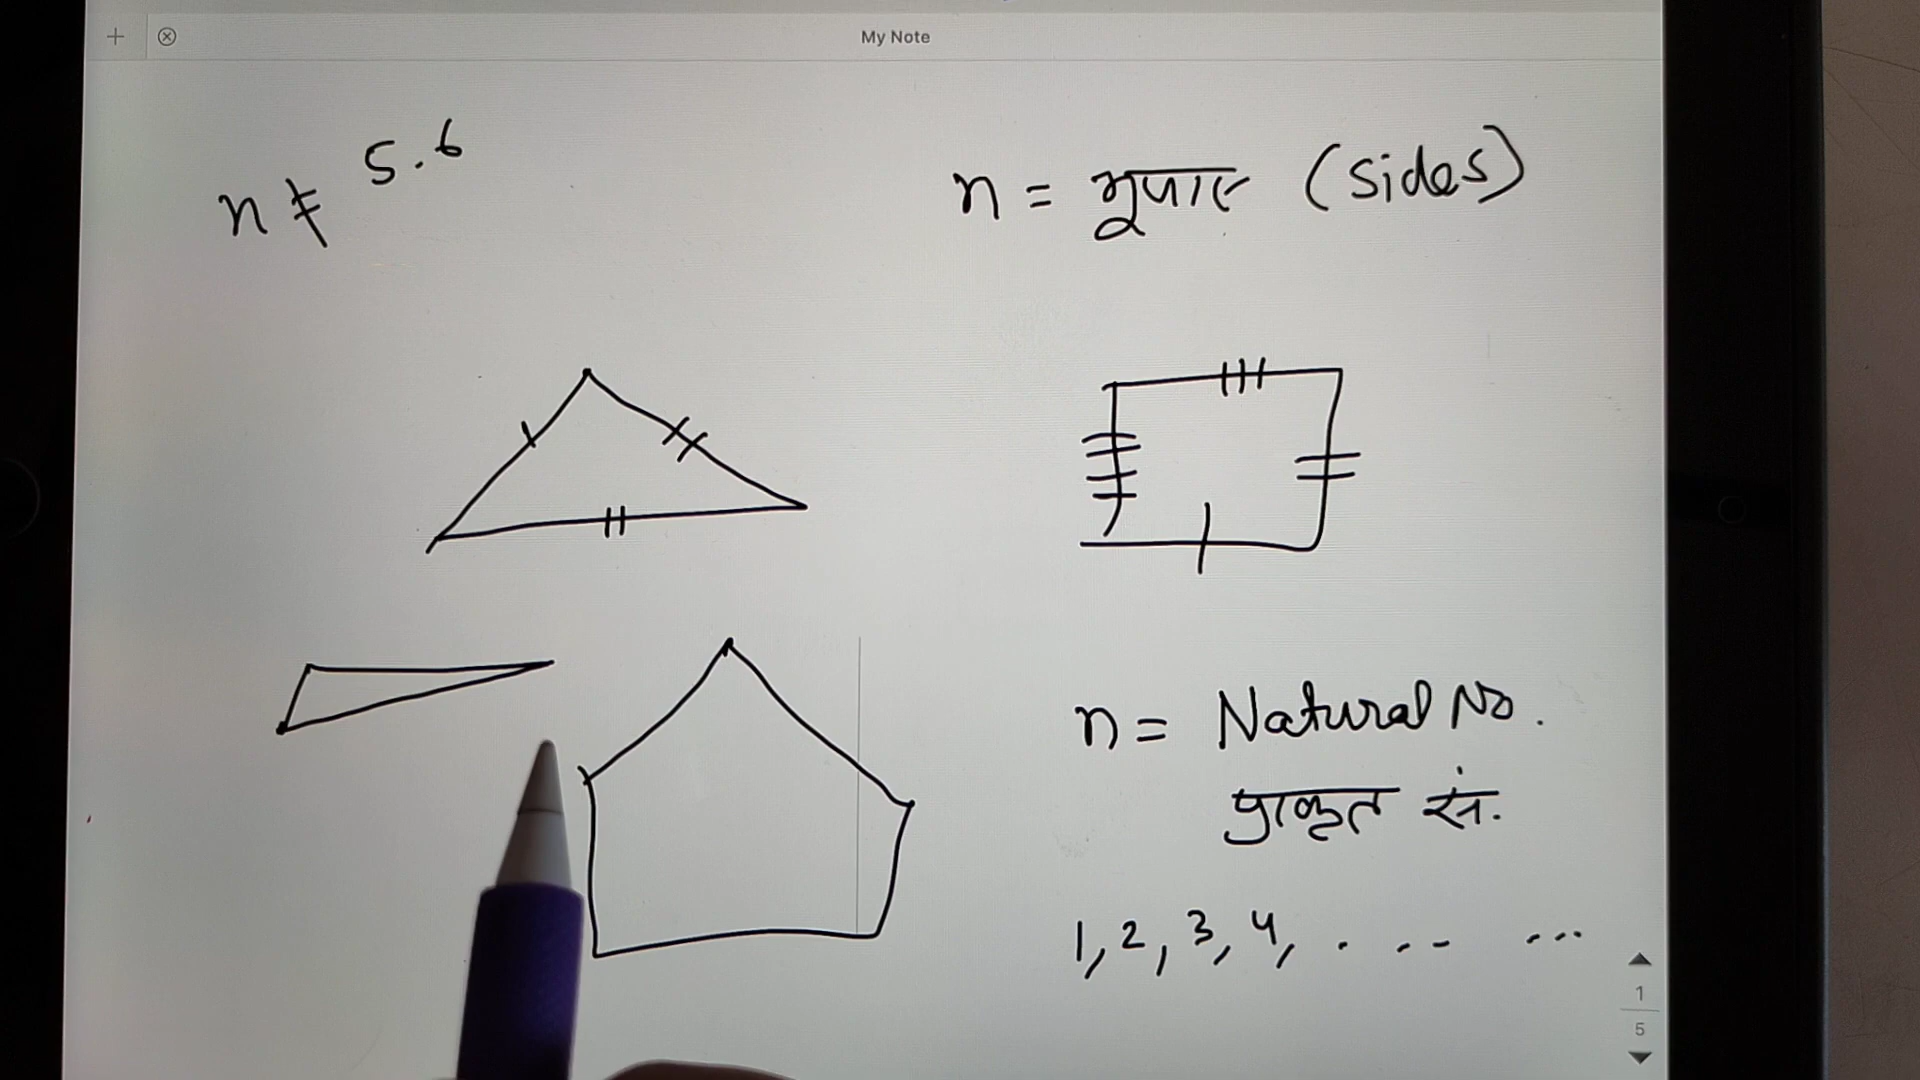 My Note
n ≠ 5.6
n = भूजाए (sides)
n = Natural No.
प्राकृत सं.
1, 2, 3, 4, . . . . ...
1
5